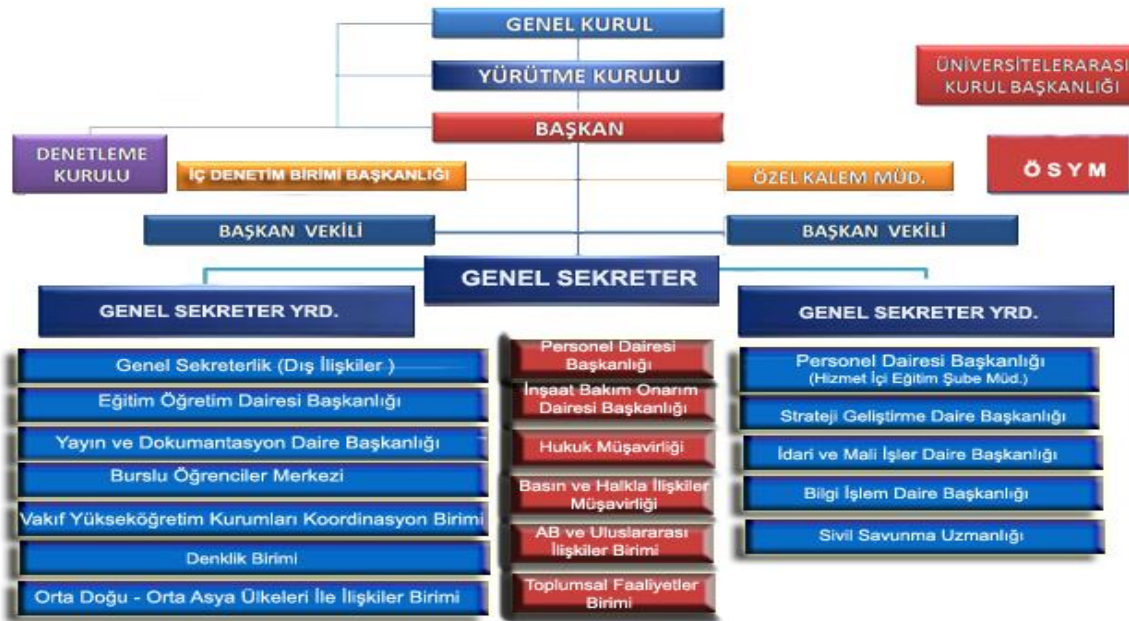 GENEL KURUL
YÜRÜTME KURULU
BAŞKAN
ÜNİVERSİTELERARASI
KURUL BAŞKANLIĞI
DENETLEME
KURULU
İÇ DENETİM BİRİMİ BAŞKANLIĞI
ÖZEL KALEM MÜD.
ÖSYM
BAŞKAN VEKİLİ
BAŞKAN VEKİLİ
GENEL SEKRETER
GENEL SEKRETER YRD.
GENEL SEKRETER YRD.
Genel Sekreterlik (Dış İlişkiler )
Eğitim Öğretim Dairesi Başkanlığı
Yayın ve Dokumantasyon Daire Başkanlığı
Burslu Öğrenciler Merkezi
Vakıf Yükseköğretim Kurumları Koordinasyon Birimi
Denklik Birimi
Orta Doğu - Orta Asya Ülkeleri İle İlişkiler Birimi
Personel Dairesi
Başkanlığı
İnşaat Bakım Onarım
Dairesi Başkanlığı
Hukuk Müşavirliği
Basın ve Halkla İlişkiler
Müşavirliği
AB ve Uluslararası
İlişkiler Birimi
Toplumsal Faaliyetler
Birimi
Personel Dairesi Başkanlığı
(Hizmet İçi Eğitim Şube Müd.)
Strateji Geliştirme Daire Başkanlığı
İdari ve Mali İşler Daire Başkanlığı
Bilgi İşlem Daire Başkanlığı
Sivil Savunma Uzmanlığı